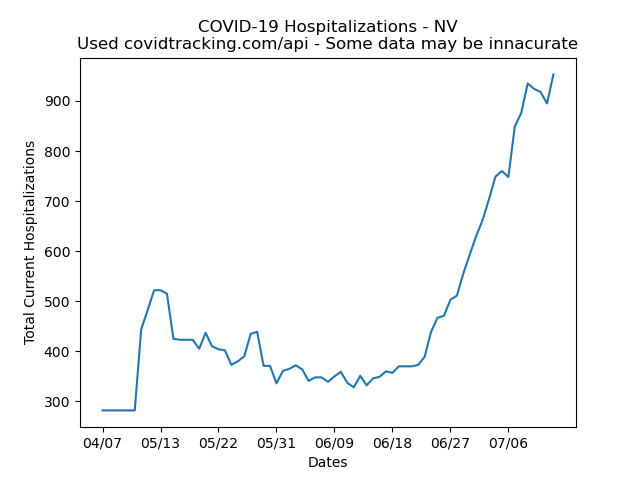 COVID-19 Hospitalizations - NV
Used covidtracking.com/api - Some data may be innacurate
Total Current Hospitalizations
900
800
700
600
500
400
300
04/07 05/13 05/22 05/31 06/09 06/18 06/27 07/06
Dates